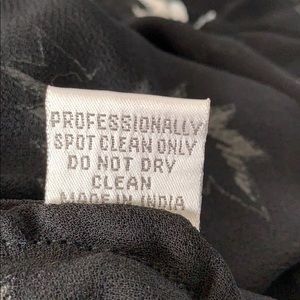 PROFESSIONALLY
SPOT CLEAN ONLY
DO NOT DRY
CLEAN
MADE IN INDIA